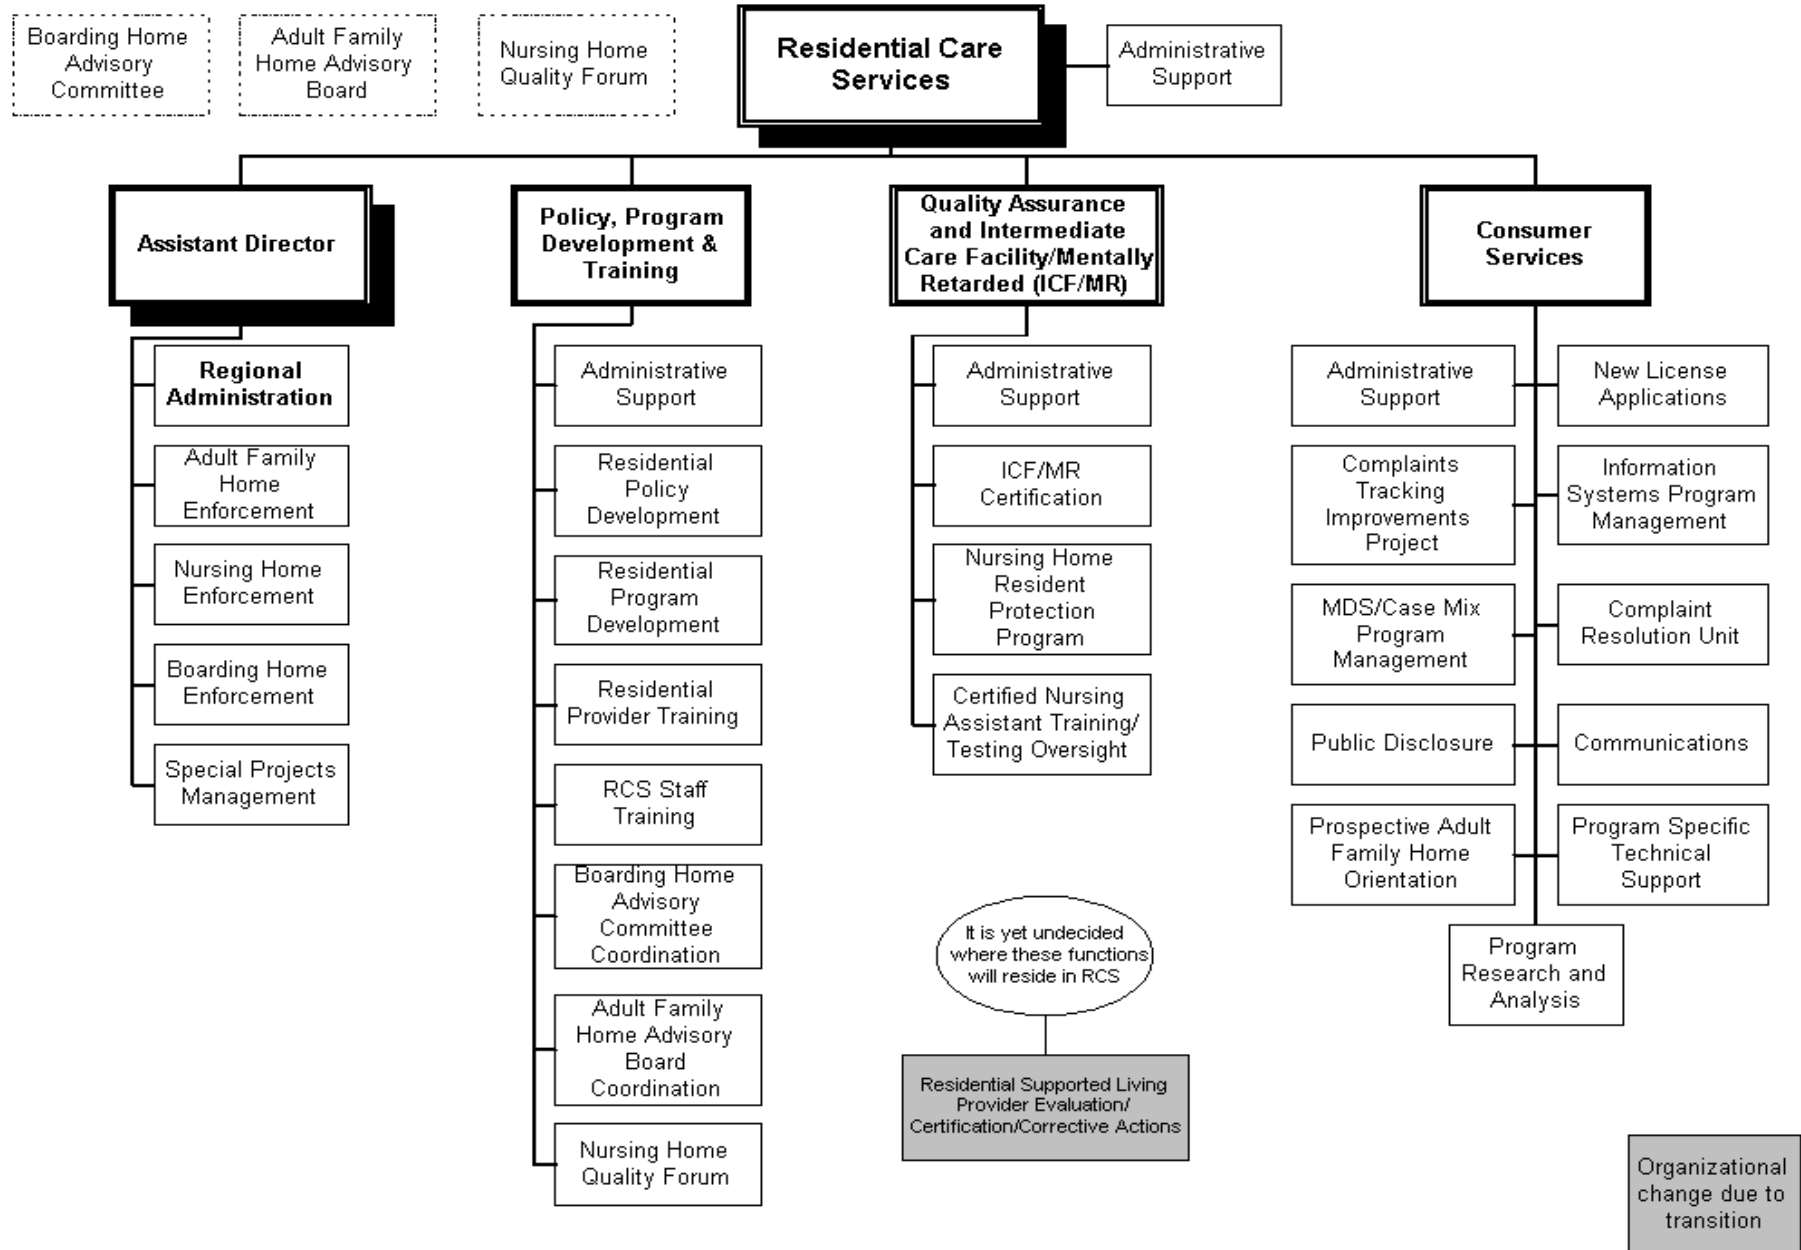 Boarding Home
Advisory
Committee
Adult Family
Home Advisory
Board
Nursing Home
Quality Forum
Residential Care
Services
Administrative
Support
Assistant Director
Policy, Program
Development &
Training
Quality Assurance
and Intermediate
Care Facility/Mentally
Retarded (ICF/MR)
Consumer
Services
Regional
Administration
Adult Family
Home
Enforcement
Nursing Home
Enforcement
Boarding Home
Enforcement
Special Projects
Management
Administrative
Support
Residential
Policy
Development
Residential
Program
Development
Residential
Provider Training
RCS Staff
Training
Boarding Home
Advisory
Committee
Coordination
Adult Family
Home Advisory
Board
Coordination
Nursing Home
Quality Forum
Administrative
Support
ICF/MR
Certification
Nursing Home
Resident
Protection
Program
Certified Nursing
Assistant Training/
Testing Oversight
It is yet undecided
where these functions
will reside in RCS
Residential Supported Living
Provider Evaluation/
Certification/Corrective Actions
Administrative
Support
New License
Applications
Complaints
Tracking
Improvements
Project
Information
Systems Program
Management
MDS/Case Mix
Program
Management
Complaint
Resolution Unit
Public Disclosure
Communications
Prospective Adult
Family Home
Orientation
Program Specific
Technical
Support
Program
Research and
Analysis
Organizational
change due to
transition